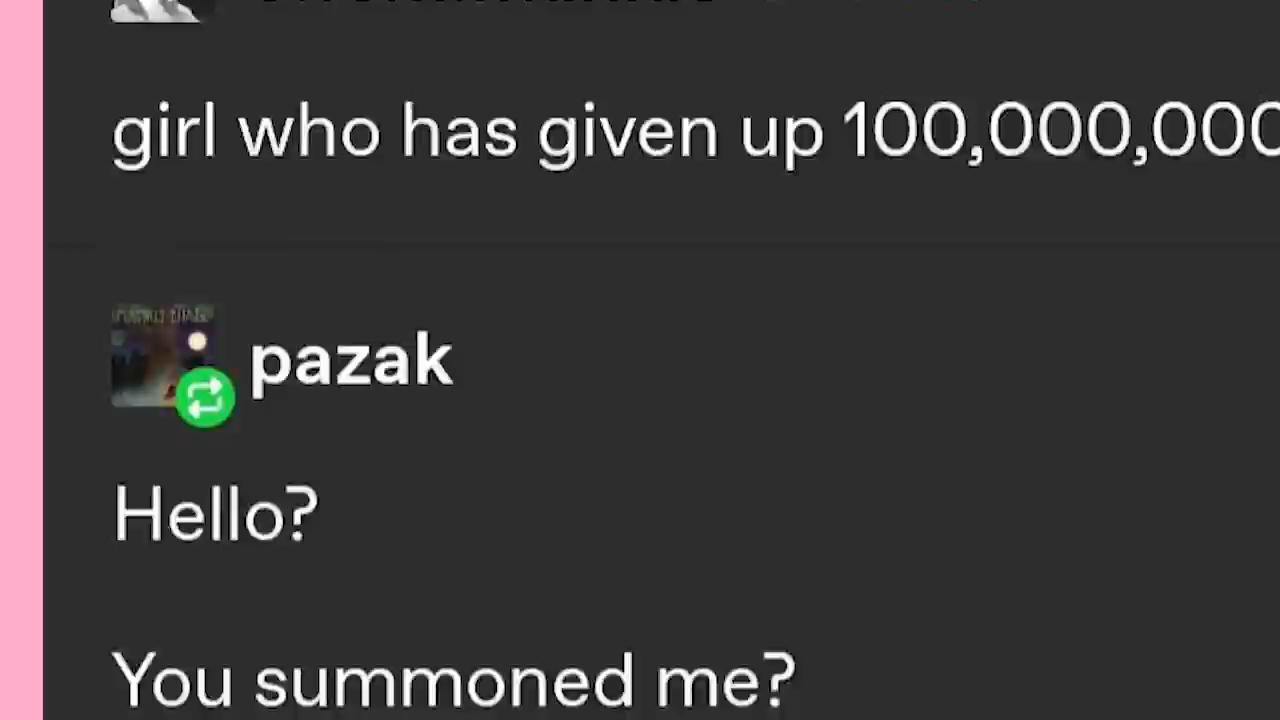 girl who has given up 100,000,000
pazak
Hello?
You summoned me?